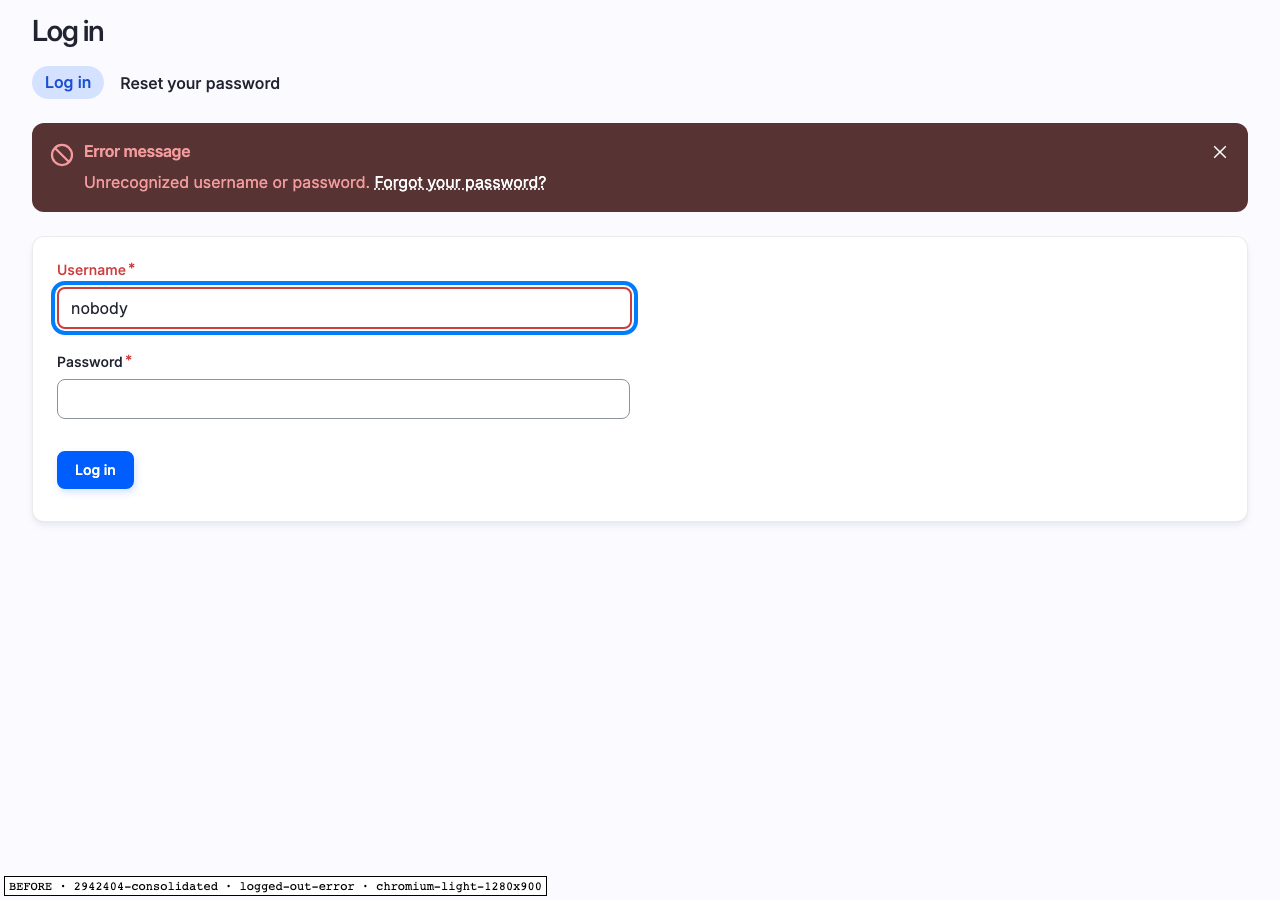 Log in
Log in Reset your password
Error message
Unrecognized username or password. Forgot your password?
Username*
nobody
Password*
Log in
BEFORE · 2942404-consolidated · logged-out-error · chromium-light-1280x900